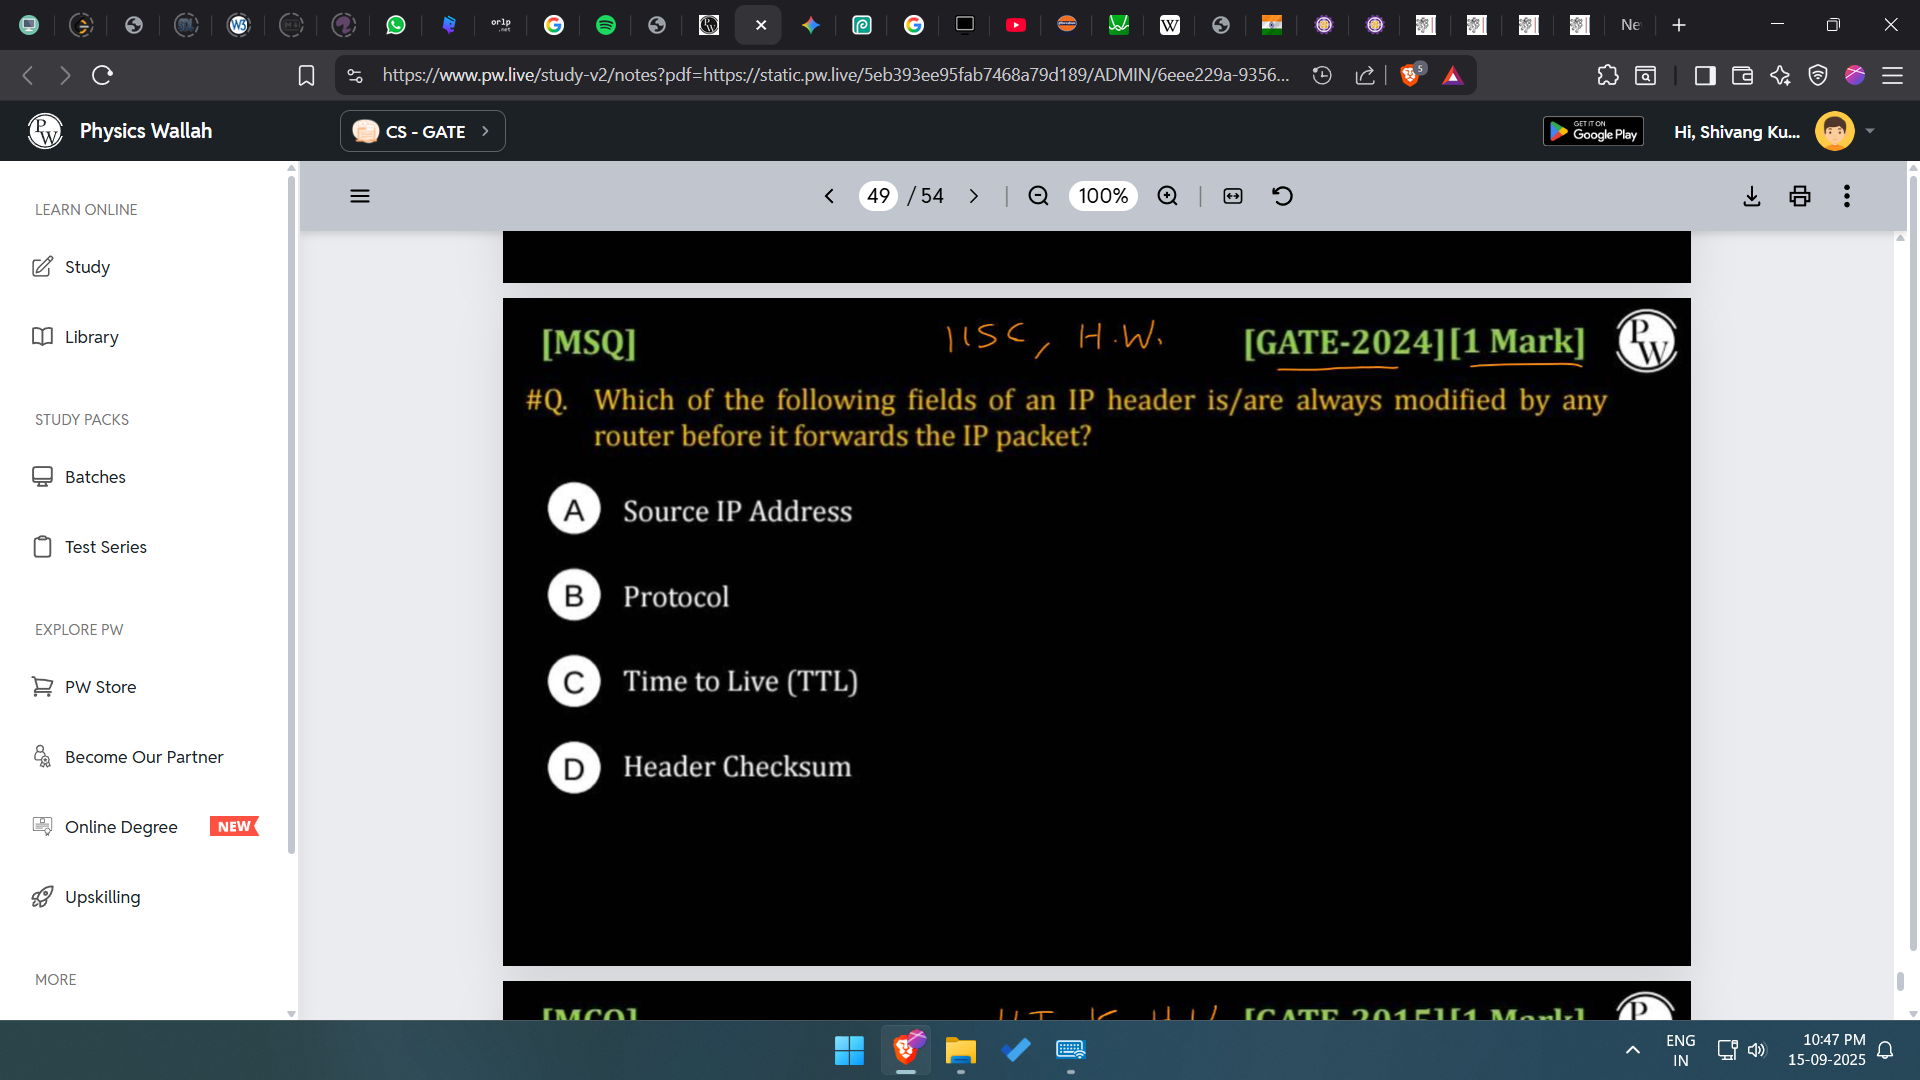 orlp
.net
Ne
https://www.pw.live/study-v2/notes?pdf=https://static.pw.live/5eb393ee95fab7468a79d189/ADMIN/6eee229a-9356...
5
PW
Physics Wallah
CS - GATE
GET IT ON
Google Play
Hi, Shivang Ku...
LEARN ONLINE
Study
Library
STUDY PACKS
Batches
Test Series
EXPLORE PW
PW Store
Become Our Partner
Online Degree NEW
Upskilling
MORE
49 / 54
100%
[MSQ] IISC, H.W. [GATE-2024][1 Mark]
PW
#Q. Which of the following fields of an IP header is/are always modified by any
router before it forwards the IP packet?
A Source IP Address
B Protocol
C Time to Live (TTL)
D Header Checksum
[MCQ] [GATE-2015][1 Mark]
P
ENG
IN
10:47 PM
15-09-2025